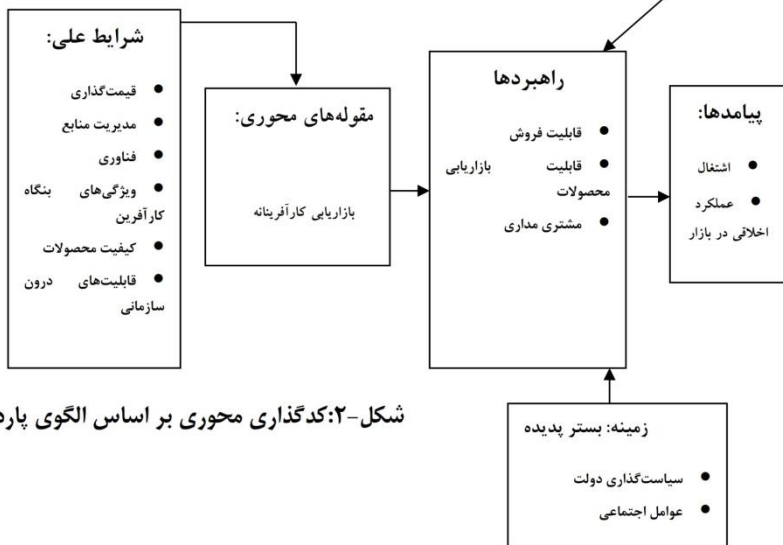 شرایط علی:
● قیمت‌گذاری
● مدیریت منابع
● فناوری
● ویژگی‌های بنگاه
کارآفرین
● کیفیت محصولات
● قابلیت‌های درون
سازمانی
مقوله‌های محوری:
بازاریابی کارآفرینانه
راهبردها
● قابلیت فروش
● قابلیت بازاریابی
محصولات
● مشتری مداری
پیامدها:
● اشتغال
● عملکرد
اخلاقی در بازار
شکل-۲:کدگذاری محوری بر اساس الگوی
زمینه: بستر پدیده
● سیاست‌گذاری دولت
● عوامل اجتماعی